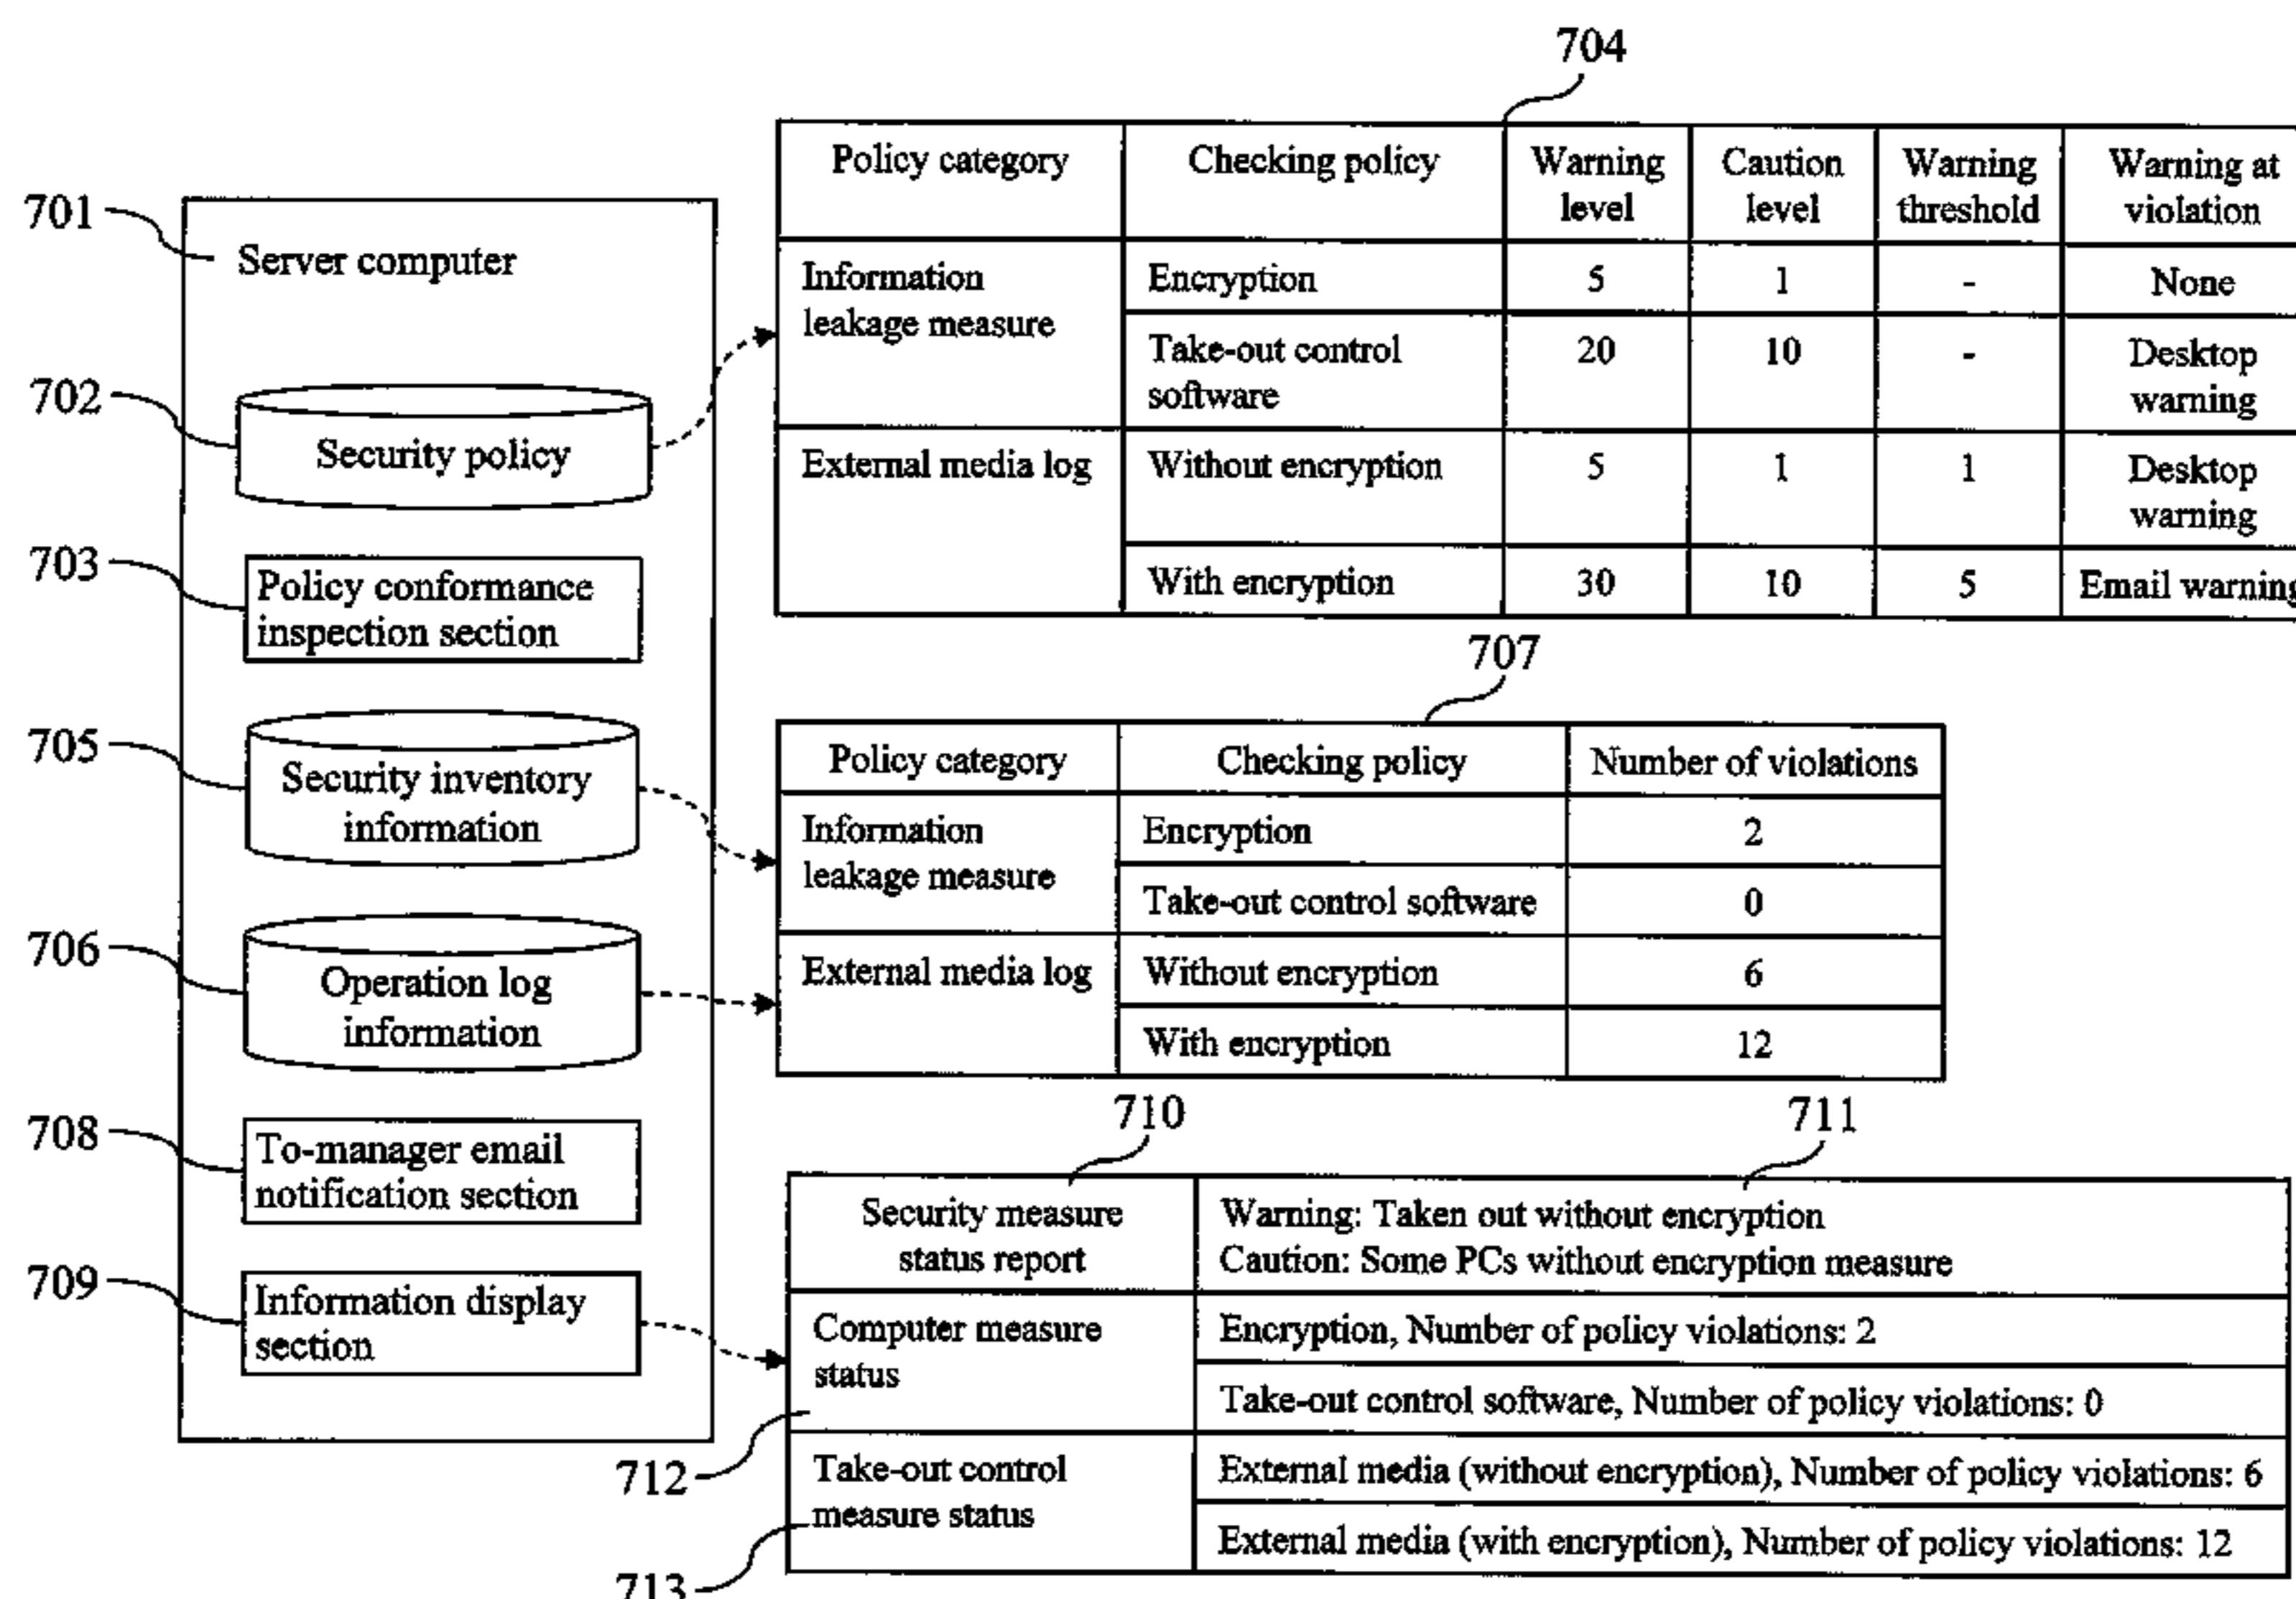 704
Policy category
Checking policy
Warning
level
Caution
level
Warning
threshold
Warning at
violation
Information
leakage measure
Encryption
5
1
-
None
Take-out control
software
20
10
-
Desktop
warning
External media log
Without encryption
5
1
1
Desktop
warning
With encryption
30
10
5
Email warning
701
Server computer
702
Security policy
703
Policy conformance
inspection section
705
Security inventory
information
706
Operation log
information
708
To-manager email
notification section
709
Information display
section
707
Policy category
Checking policy
Number of violations
Information
leakage measure
Encryption
2
Take-out control software
0
External media log
Without encryption
6
With encryption
12
710
711
Security measure
status report
Warning: Taken out without encryption
Caution: Some PCs without encryption measure
Computer measure
status
Encryption, Number of policy violations: 2
Take-out control software, Number of policy violations: 0
712
Take-out control
measure status
External media (without encryption), Number of policy violations: 6
External media (with encryption), Number of policy violations: 12
713